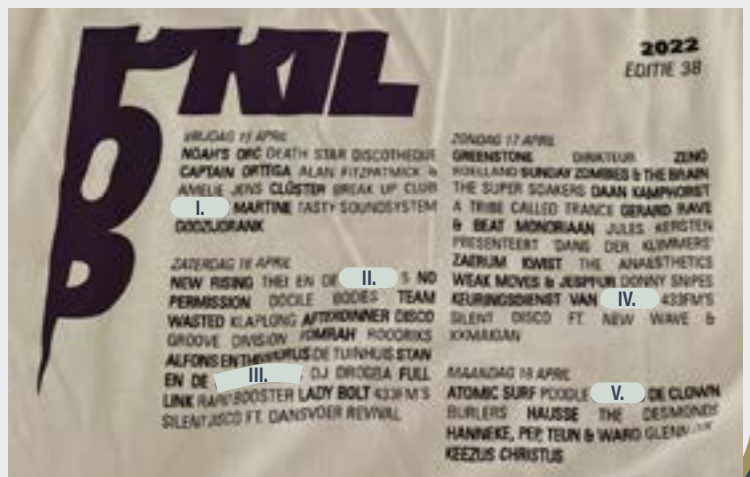 2022
EDITIE 38
VRIJDAG 15 APRIL
NOAH'S ORC DEATH STAR DISCOTHEQUE
CAPTAIN ORTEGA ALAN FITZPATRICK &
AMELIE JENS CLÜSTER BREAK UP CLUB
I. MARTINE TASTY SOUNDSYSTEM
ZATERDAG 16 APRIL
NEW RISING EN DE II. S NO
PERMISSION DOCILE BODIES TEAM
WASTED KLAPLONG AFTERDINNER DISCO
GROOVE DIVISION
ALFONS EN DE TUINHUIS STAN
EN DE III. DJ DROGBA FULL
LINK BOOSTER LADY BOLT 433FM'S
SILENT DISCO FT. DANSVOER REVIVAL
ZONDAG 17 APRIL
GREENSTONE DIRIKTEUR ZENO
ROELLAND SUNDAY ZOMBIES & THE BRAIN
THE SUPER SOAKERS DAAN KAMPHORST
A TRIBE CALLED TRANCE GERARD RAVE
& BEAT MONDRIAAN JULES KERSTEN
PRESENTEERT 'DANS DER KLIMMERS'
ZAERUM KWIST THE ANAESTHETICS
WEAK MOVES & JESPFUR DONNY SNIPES
KEURINGSDIENST VAN IV. 433FM'S
SILENT DISCO FT. NEW WAVE &
MAANDAG 18 APRIL
ATOMIC SURF POODLE V. DE CLOWN
BURLERS HAUSSE THE DESMONDS
HANNEKE, PEP, TEUN & WARD GLENN
KEEZUS CHRISTUS